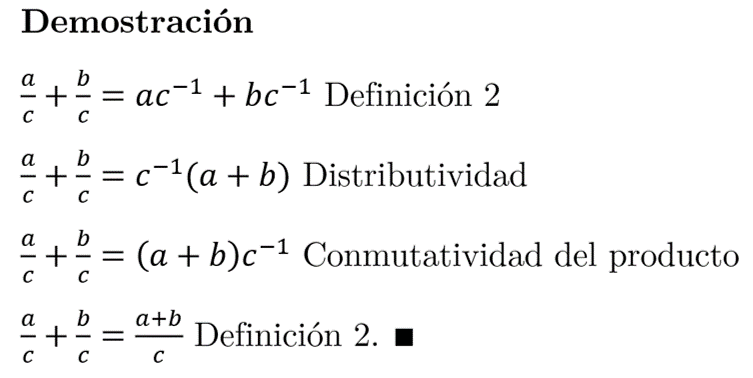 Demostración
$\frac{a}{c} + \frac{b}{c} = ac^{-1} + bc^{-1}$ Definición 2
$\frac{a}{c} + \frac{b}{c} = c^{-1}(a + b)$ Distributividad
$\frac{a}{c} + \frac{b}{c} = (a + b)c^{-1}$ Conmutatividad del producto
$\frac{a}{c} + \frac{b}{c} = \frac{a+b}{c}$ Definición 2. ■